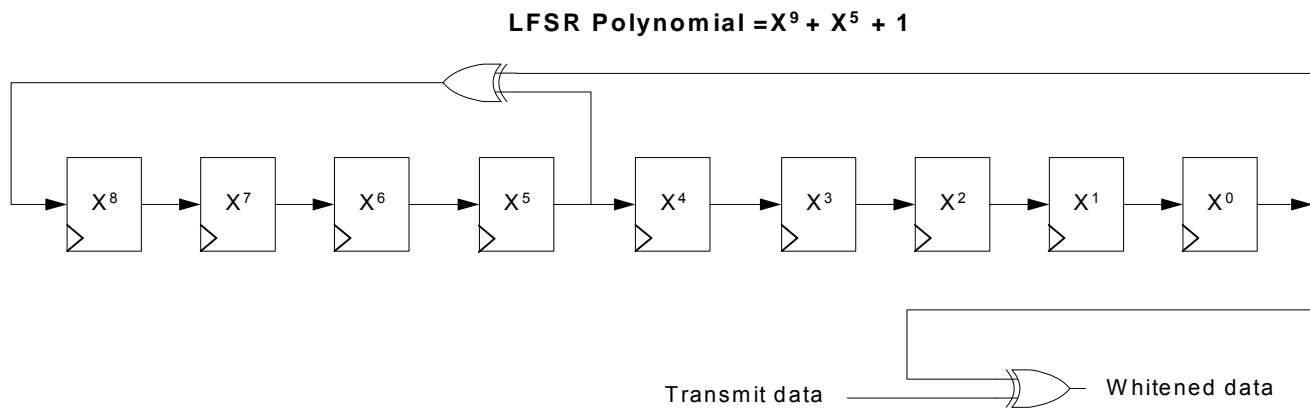 LFSR Polynomial =X⁹ + X⁵ + 1
X⁸ X⁷ X⁶ X⁵ X⁴ X³ X² X¹ X⁰
Transmit data
Whitened data